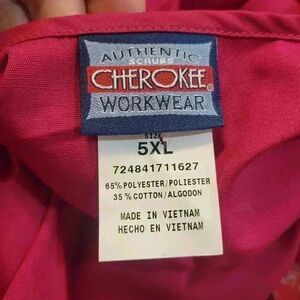 AUTHENTIC
SCRUBS
CHEROKEE®
WORKWEAR
SIZE
5XL
724841711627
65% POLYESTER/POLIESTER
35% COTTON/ALGODON
MADE IN VIETNAM
HECHO EN VIETNAM